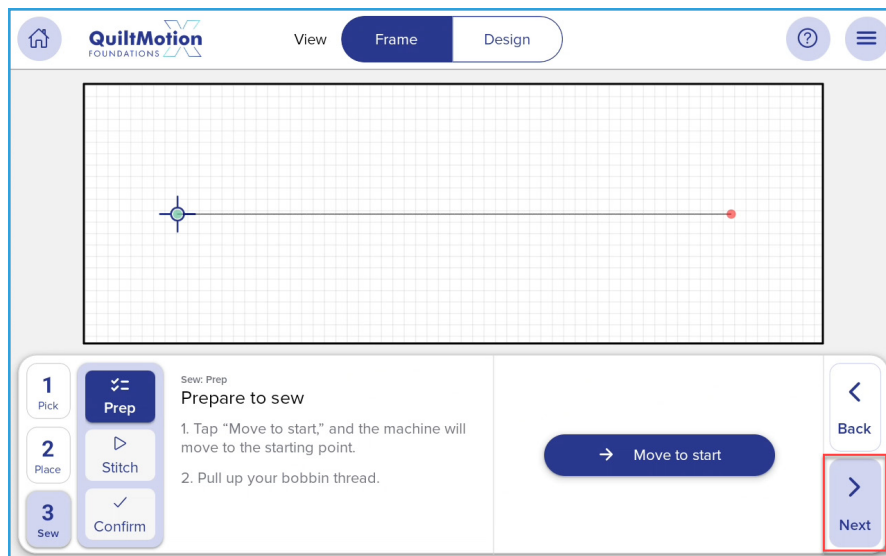 QuiltMotion
FOUNDATIONS
View
Frame
Design
?
1
Pick
2
Place
3
Sew
Prep
Stitch
Confirm
Sew: Prep
Prepare to sew
1. Tap “Move to start,” and the machine will
move to the starting point.
2. Pull up your bobbin thread.
Move to start
Back
Next